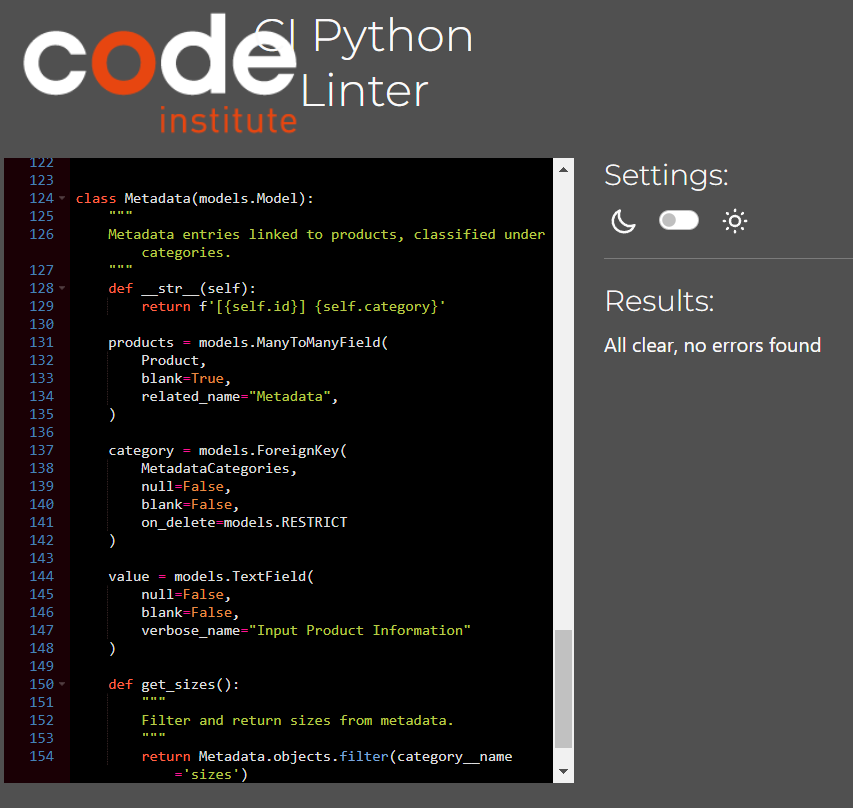 code
institute
CI Python
Linter
122
123
124 class Metadata(models.Model):
125 """
126 Metadata entries linked to products, classified under
categories.
127 """
128 def __str__(self):
129 return f'[{self.id}] {self.category}'
130
131 products = models.ManyToManyField(
132 Product,
133 blank=True,
134 related_name="Metadata",
135 )
136
137 category = models.ForeignKey(
138 MetadataCategories,
139 null=False,
140 blank=False,
141 on_delete=models.RESTRICT
142 )
143
144 value = models.TextField(
145 null=False,
146 blank=False,
147 verbose_name="Input Product Information"
148 )
149
150 def get_sizes():
151 """
152 Filter and return sizes from metadata.
153 """
154 return Metadata.objects.filter(category__name
='sizes')
Settings:
Results:
All clear, no errors found